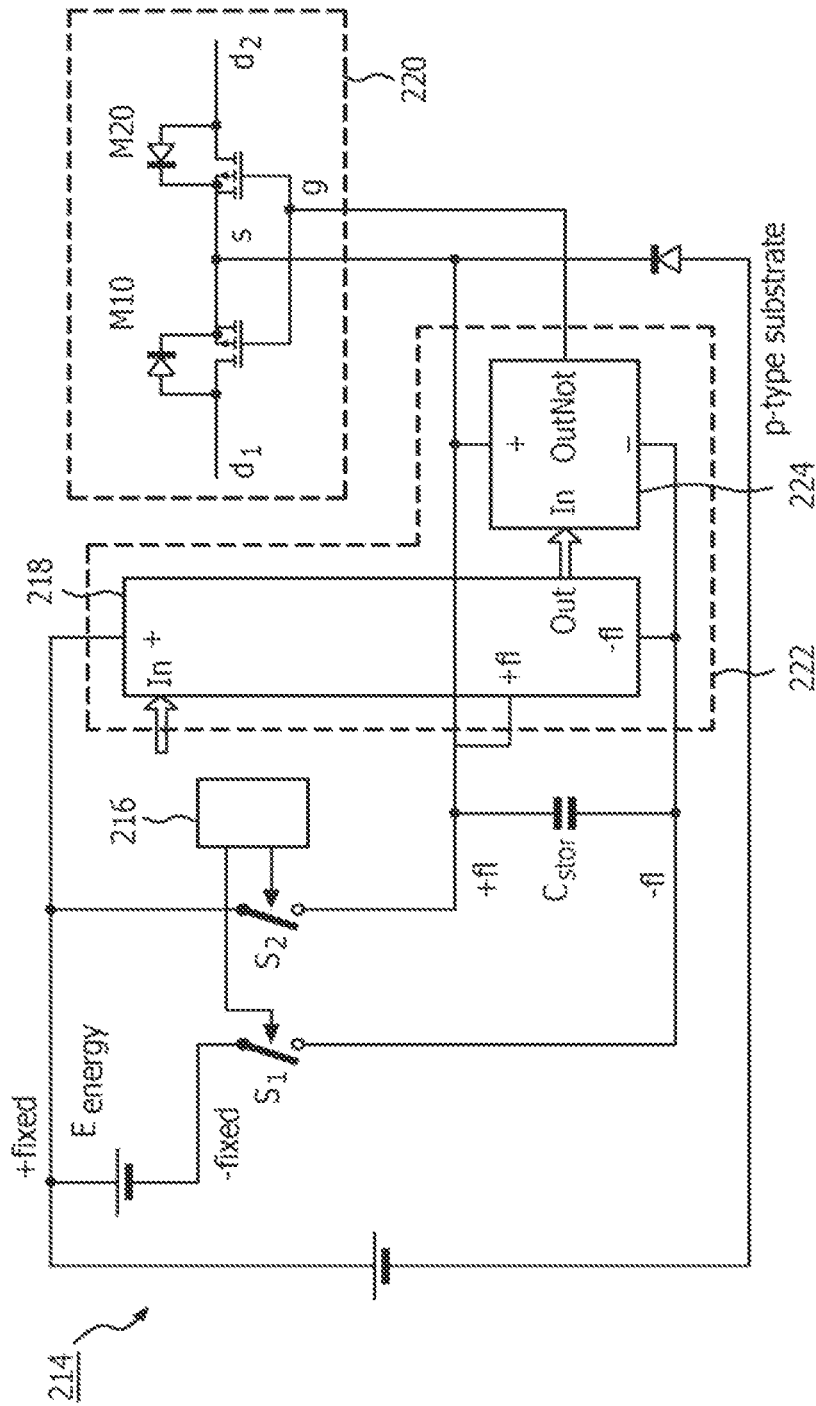 214
+fixed
E energy
-fixed
S1
S2
216
+fl
Cstor
-fl
218
In +
+fl
Out
-fl
222
In OutNot
+
–
224
p-type substrate
d1
M10
s
M20
d2
g
220